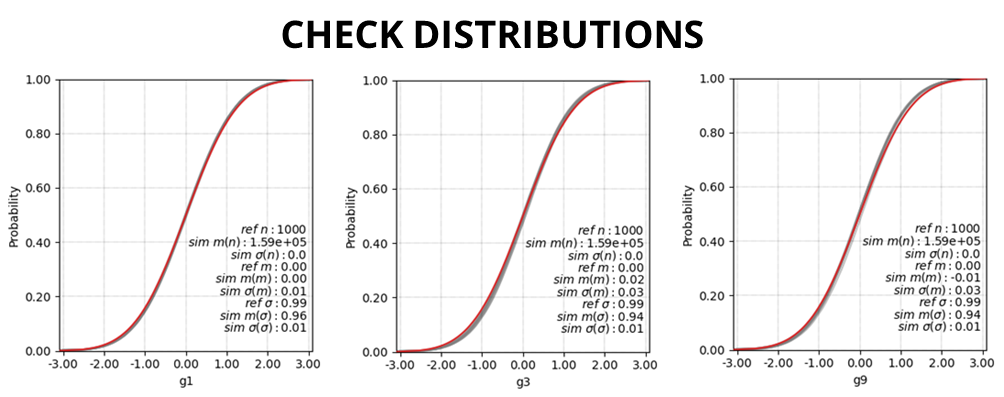 CHECK DISTRIBUTIONS
1.00
0.80
0.60
0.40
0.20
0.00
Probability
ref n : 1000
sim m(n) : 1.59e+05
sim σ(n) : 0.0
ref m : 0.00
sim m(m) : 0.00
sim σ(m) : 0.01
ref σ : 0.99
sim m(σ) : 0.96
sim σ(σ) : 0.01
-3.00 -2.00 -1.00 0.00 1.00 2.00 3.00
g1
1.00
0.80
0.60
0.40
0.20
0.00
Probability
ref n : 1000
sim m(n) : 1.59e+05
sim σ(n) : 0.0
ref m : 0.00
sim m(m) : 0.02
sim σ(m) : 0.03
ref σ : 0.99
sim m(σ) : 0.94
sim σ(σ) : 0.01
-3.00 -2.00 -1.00 0.00 1.00 2.00 3.00
g3
1.00
0.80
0.60
0.40
0.20
0.00
Probability
ref n : 1000
sim m(n) : 1.59e+05
sim σ(n) : 0.0
ref m : 0.00
sim m(m) : -0.01
sim σ(m) : 0.03
ref σ : 0.99
sim m(σ) : 0.94
sim σ(σ) : 0.01
-3.00 -2.00 -1.00 0.00 1.00 2.00 3.00
g9